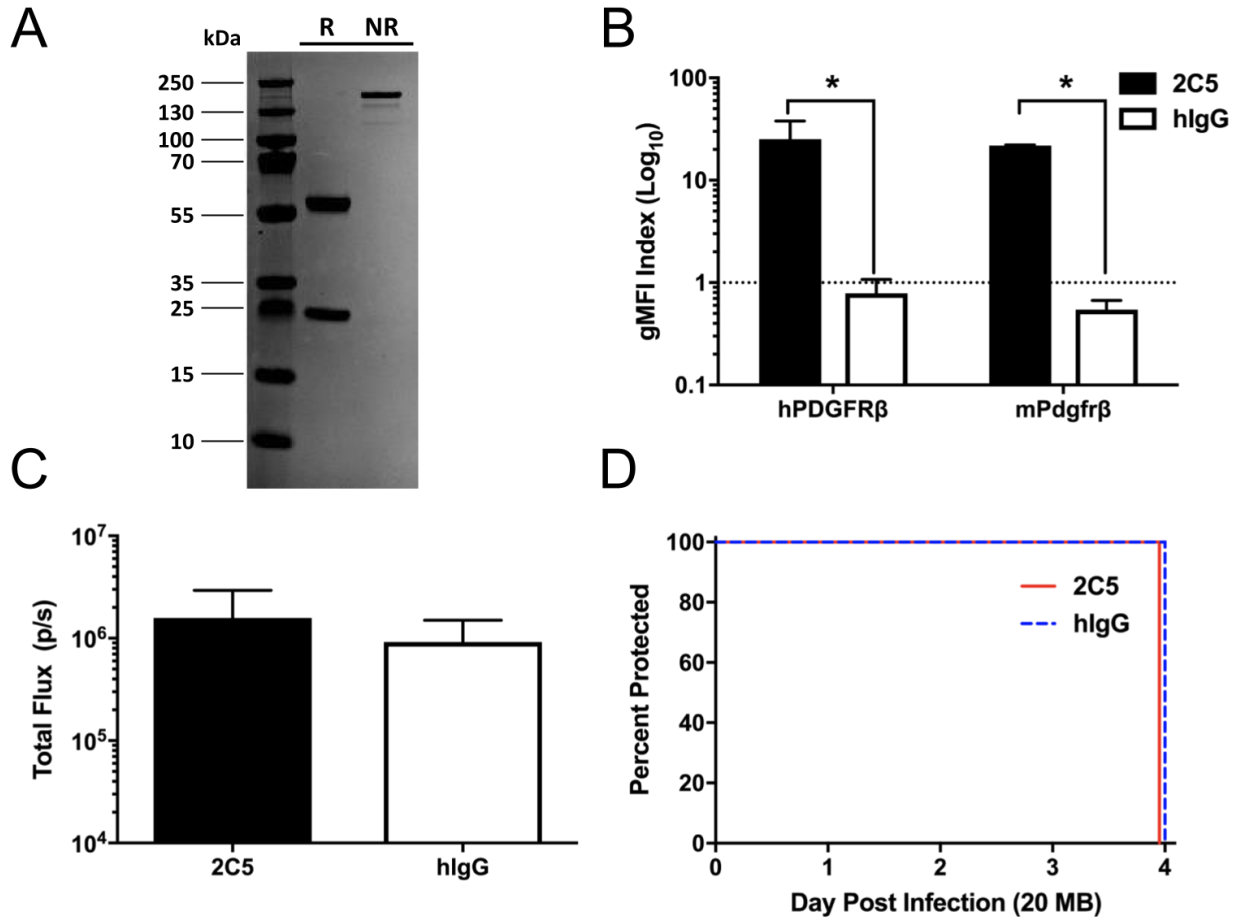 A
kDa
R NR
250
130
100
70
55
35
25
15
10
B
gMFI Index (Log10)
100
10
1
0.1
* *
2C5
hIgG
hPDGFRβ mPdgfrβ
C
Total Flux (p/s)
10^7
10^6
10^5
10^4
2C5 hIgG
D
Percent Protected
100
80
60
40
20
0
2C5
hIgG
0 1 2 3 4
Day Post Infection (20 MB)